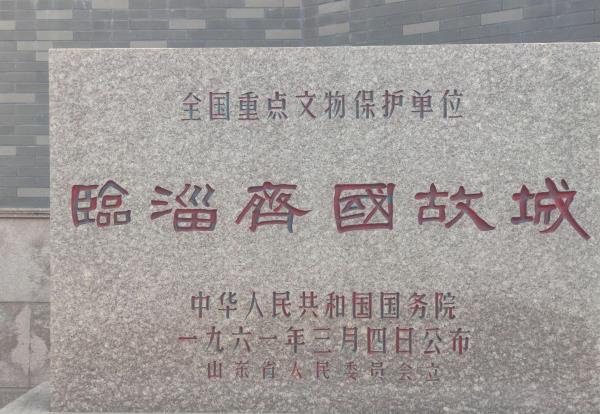 全国重点文物保护单位
臨淄齊國故城
中华人民共和国国务院
一九六一年三月四日公布
山东省人民委员会立